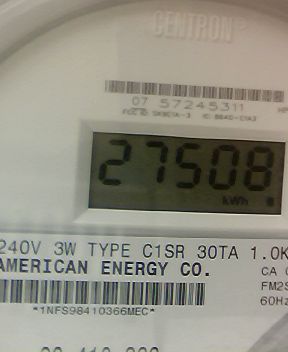 CENTRON®
07 57245311
27508
kWh
240V 3W TYPE C1SR 30TA 1.0K
AMERICAN ENERGY CO.
CA
FM2S
60Hz
*1NFS98410366MEC*